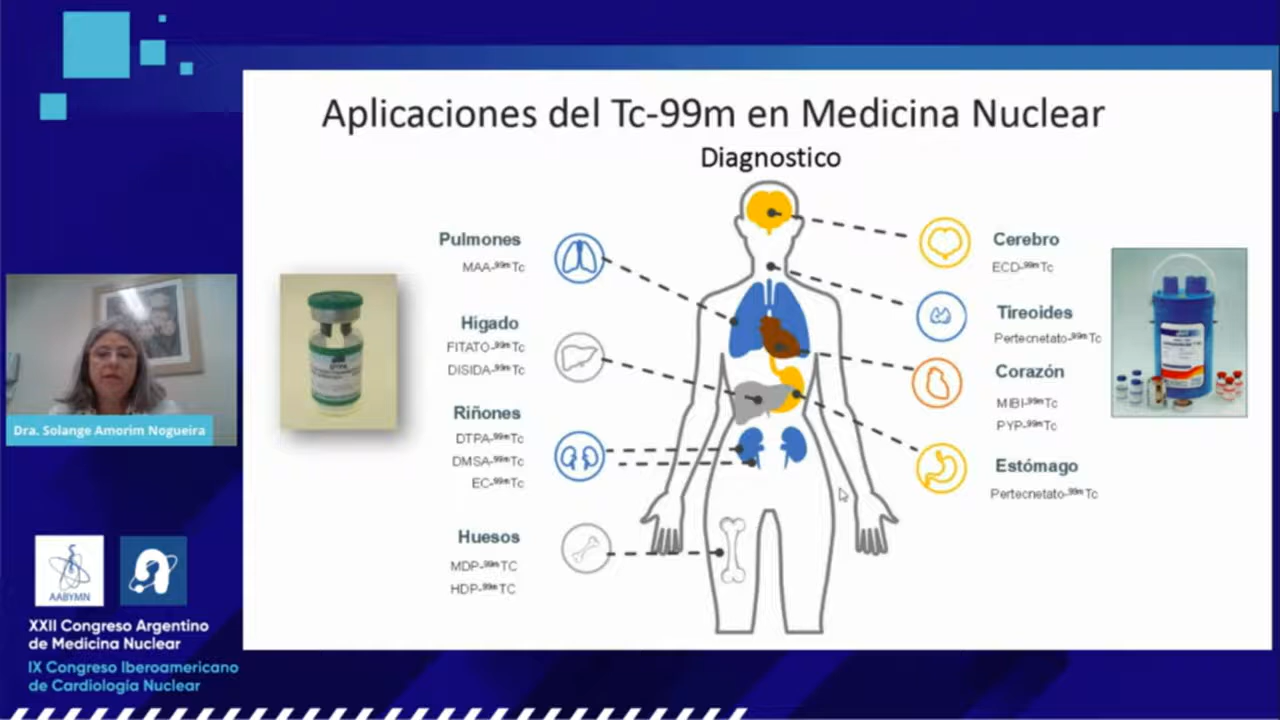 Aplicaciones del Tc-99m en Medicina Nuclear
Diagnostico
Pulmones
MAA-99mTc
Hígado
FITATO-99mTc
DISIDA-99mTc
Riñones
DTPA-99mTc
DMSA-99mTc
EC-99mTc
Huesos
MDP-99mTC
HDP-99mTC
Cerebro
ECD-99mTc
Tireoides
Pertecnetato-99mTc
Corazón
MIBI-99mTc
PYP-99mTc
Estómago
Pertecnetato-99mTc
DTPA
Dra. Solange Amorim Nogueira
AABYMN
XXII Congreso Argentino
de Medicina Nuclear
IX Congreso Iberoamericano
de Cardiología Nuclear